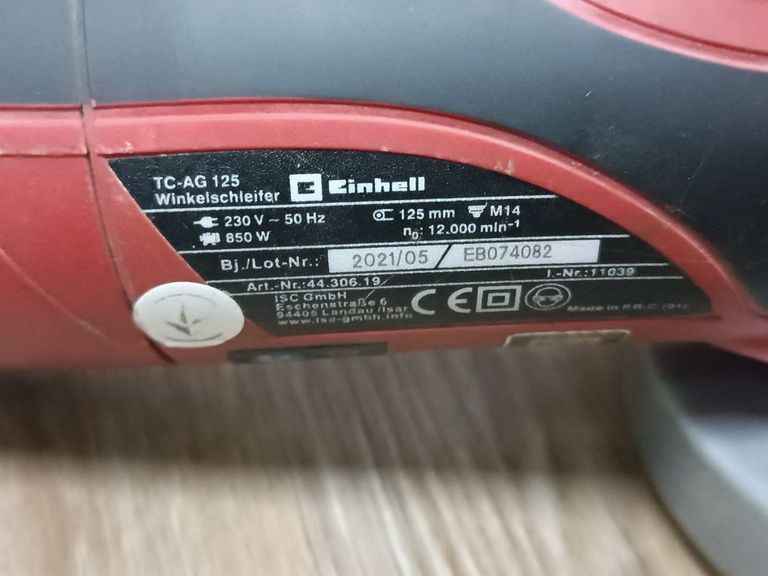 TC-AG 125
Winkelschleifer
Einhell
230 V ~ 50 Hz
125 mm
M14
850 W
n₀: 12.000 min⁻¹
Bj./Lot-Nr.: 2021/05 / EB074082
Art.-Nr.:44.306.19
I.-Nr.:11039
ISC GmbH
Eschenstraße 6
94405 Landau/Isar
www.isc-gmbh.info
CE
Made in P.R.C